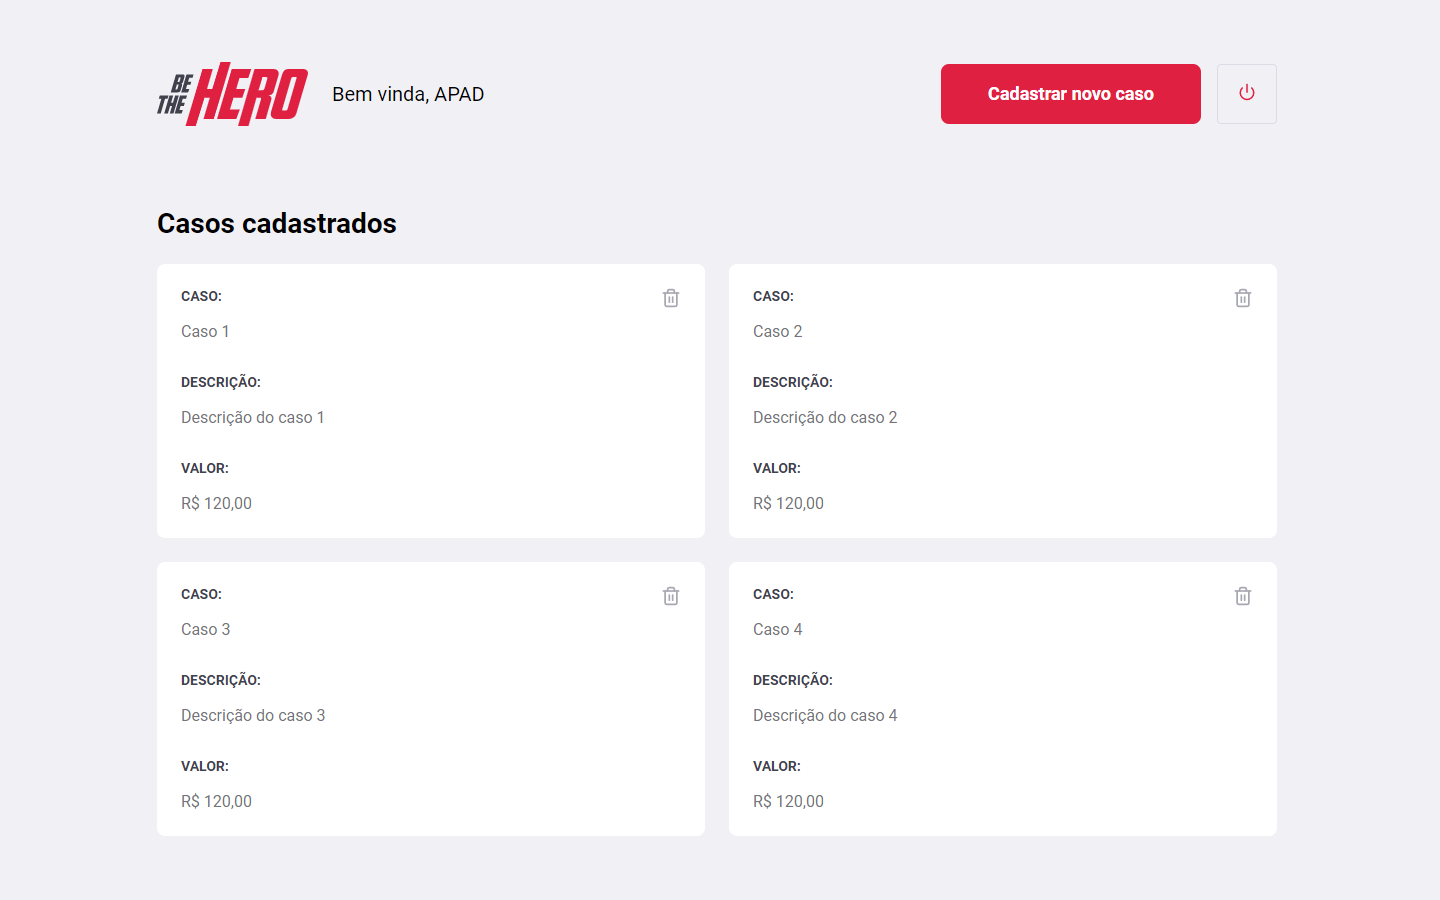 BE
THE HERO
Bem vinda, APAD
Cadastrar novo caso
Casos cadastrados
CASO:
Caso 1
DESCRIÇÃO:
Descrição do caso 1
VALOR:
R$ 120,00
CASO:
Caso 2
DESCRIÇÃO:
Descrição do caso 2
VALOR:
R$ 120,00
CASO:
Caso 3
DESCRIÇÃO:
Descrição do caso 3
VALOR:
R$ 120,00
CASO:
Caso 4
DESCRIÇÃO:
Descrição do caso 4
VALOR:
R$ 120,00